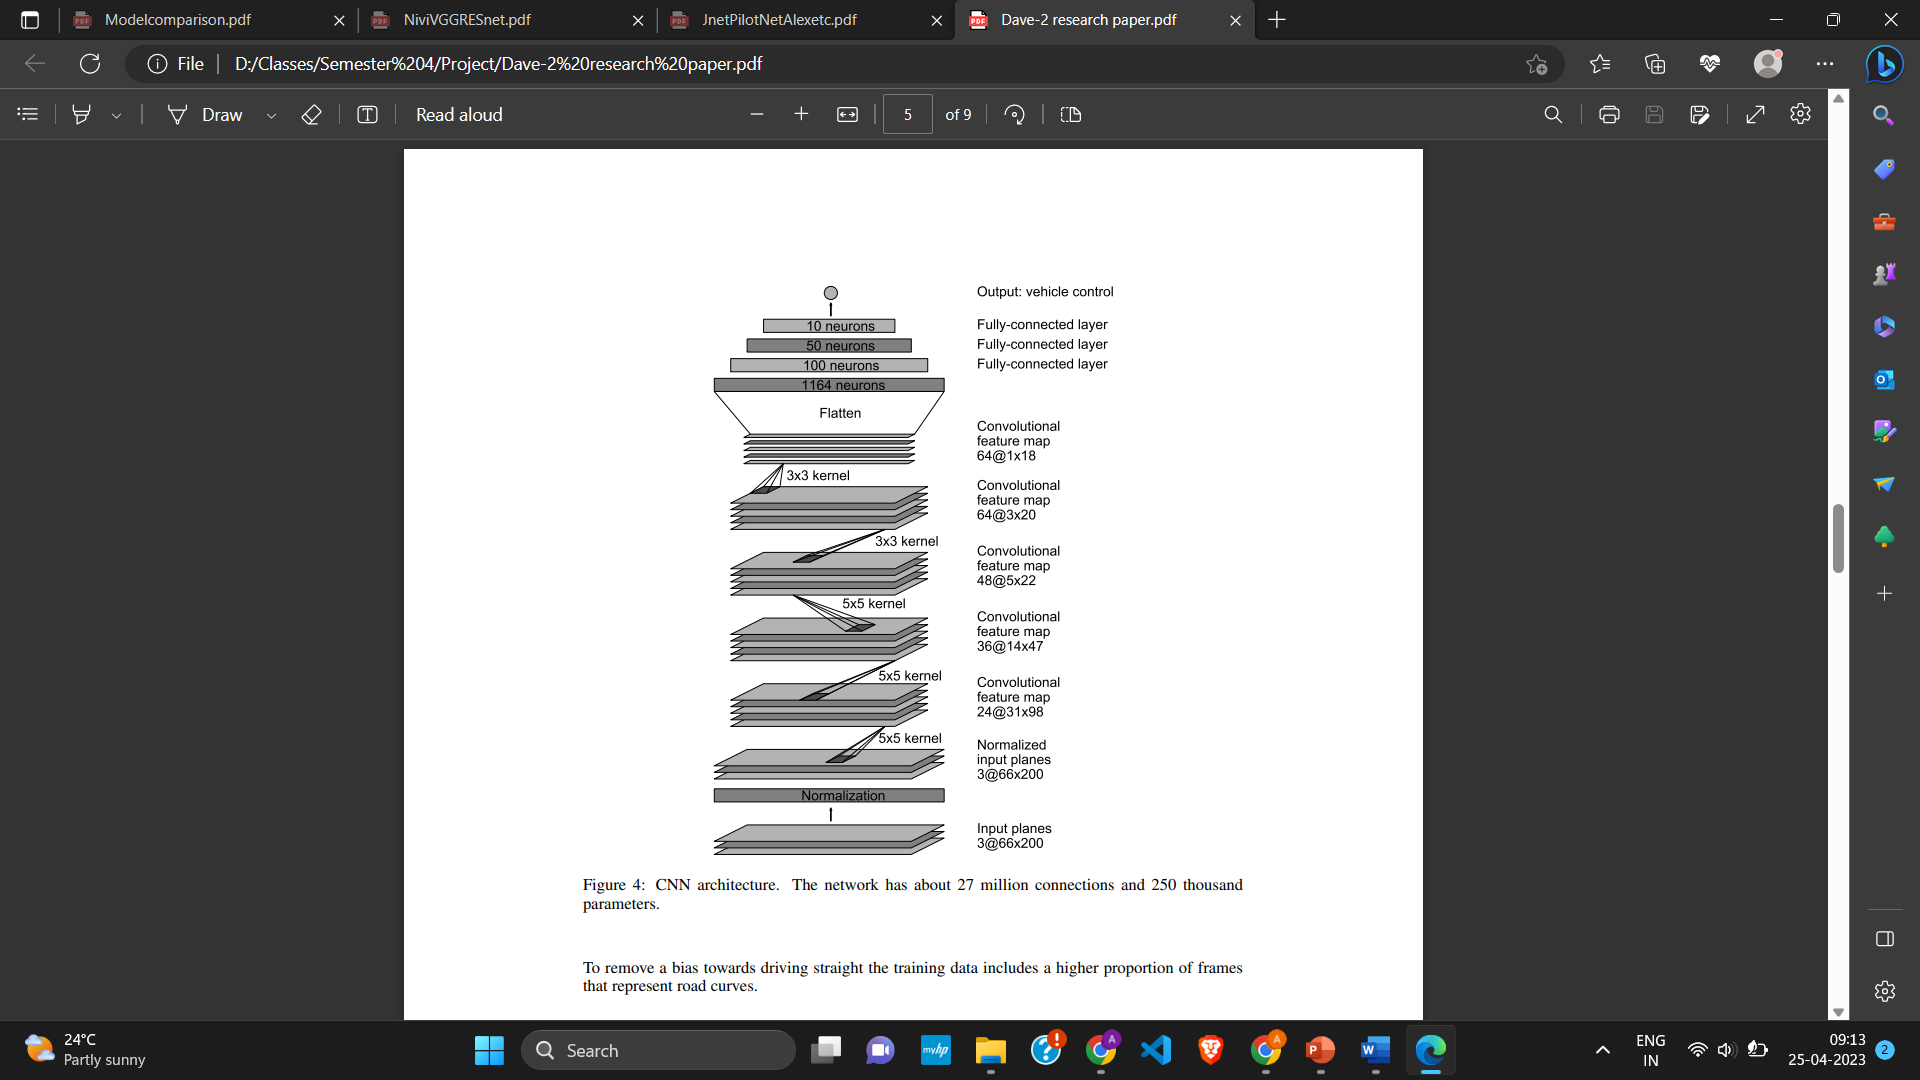 Modelcomparison.pdf
NiviVGGRESnet.pdf
JnetPilotNetAlexetc.pdf
Dave-2 research paper.pdf
File
D:/Classes/Semester%204/Project/Dave-2%20research%20paper.pdf
Draw
Read aloud
5
of 9
Output: vehicle control
10 neurons
Fully-connected layer
50 neurons
Fully-connected layer
100 neurons
Fully-connected layer
1164 neurons
Flatten
Convolutional
feature map
64@1x18
3x3 kernel
Convolutional
feature map
64@3x20
3x3 kernel
Convolutional
feature map
48@5x22
5x5 kernel
Convolutional
feature map
36@14x47
5x5 kernel
Convolutional
feature map
24@31x98
5x5 kernel
Normalized
input planes
3@66x200
Normalization
Input planes
3@66x200
Figure 4: CNN architecture. The network has about 27 million connections and 250 thousand
parameters.
To remove a bias towards driving straight the training data includes a higher proportion of frames
that represent road curves.
24°C
Partly sunny
Search
myhp
ENG
IN
09:13
25-04-2023
2